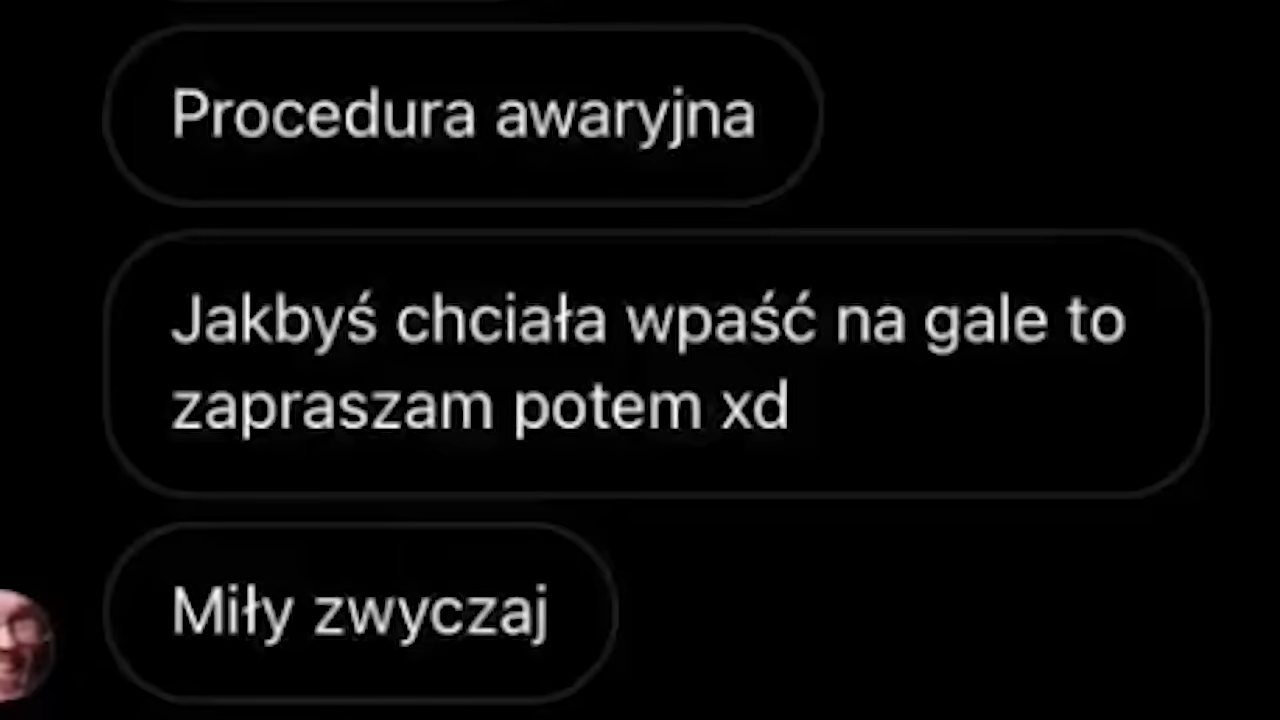 Procedura awaryjna
Jakbyś chciała wpaść na gale to
zapraszam potem xd
Miły zwyczaj